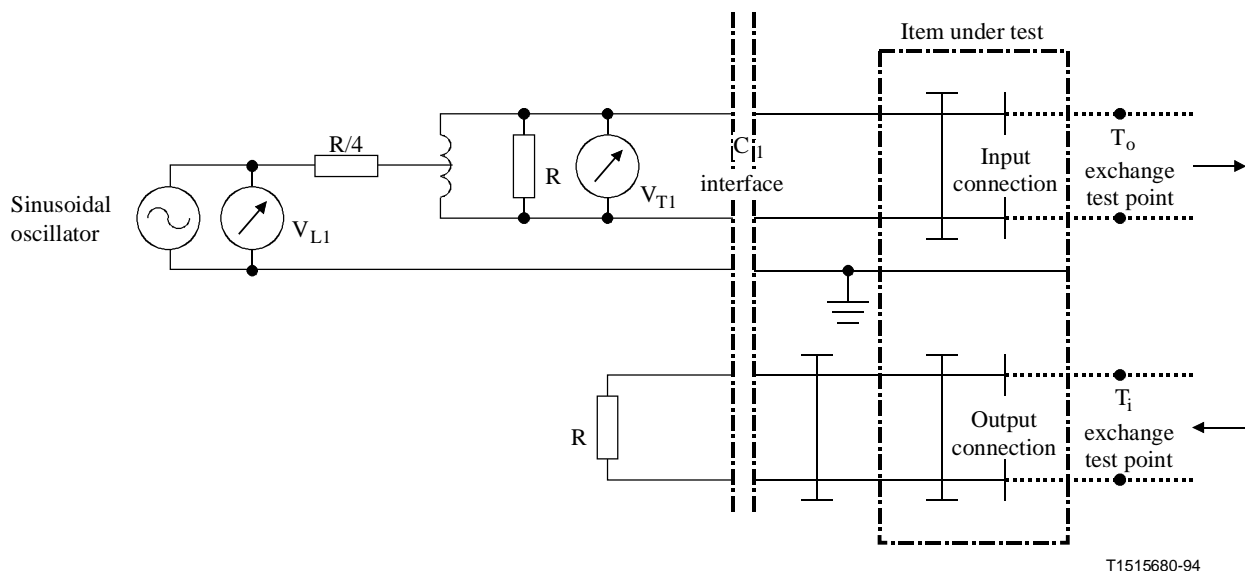 Item under test
R/4
R
V_T1
C_11
interface
Input
connection
T_o
exchange
test point
Sinusoidal
oscillator
V_L1
R
Output
connection
T_i
exchange
test point
T1515680-94